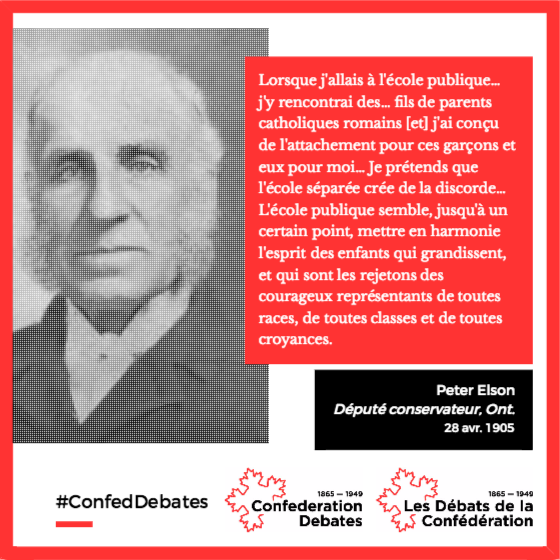 Lorsque j'allais à l'école publique...
j'y rencontrai des... fils de parents
catholiques romains [et] j'ai conçu
de l'attachement pour ces garçons et
eux pour moi... Je prétends que
l'école séparée crée de la discorde...
L'école publique semble, jusqu'à un
certain point, mettre en harmonie
l'esprit des enfants qui grandissent,
et qui sont les rejetons des
courageux représentants de toutes
races, de toutes classes et de toutes
croyances.
Peter Elson
Député conservateur, Ont.
28 avr. 1905
#ConfedDebates
1865 — 1949
Confederation
Debates
1865 — 1949
Les Débats de la
Confédération